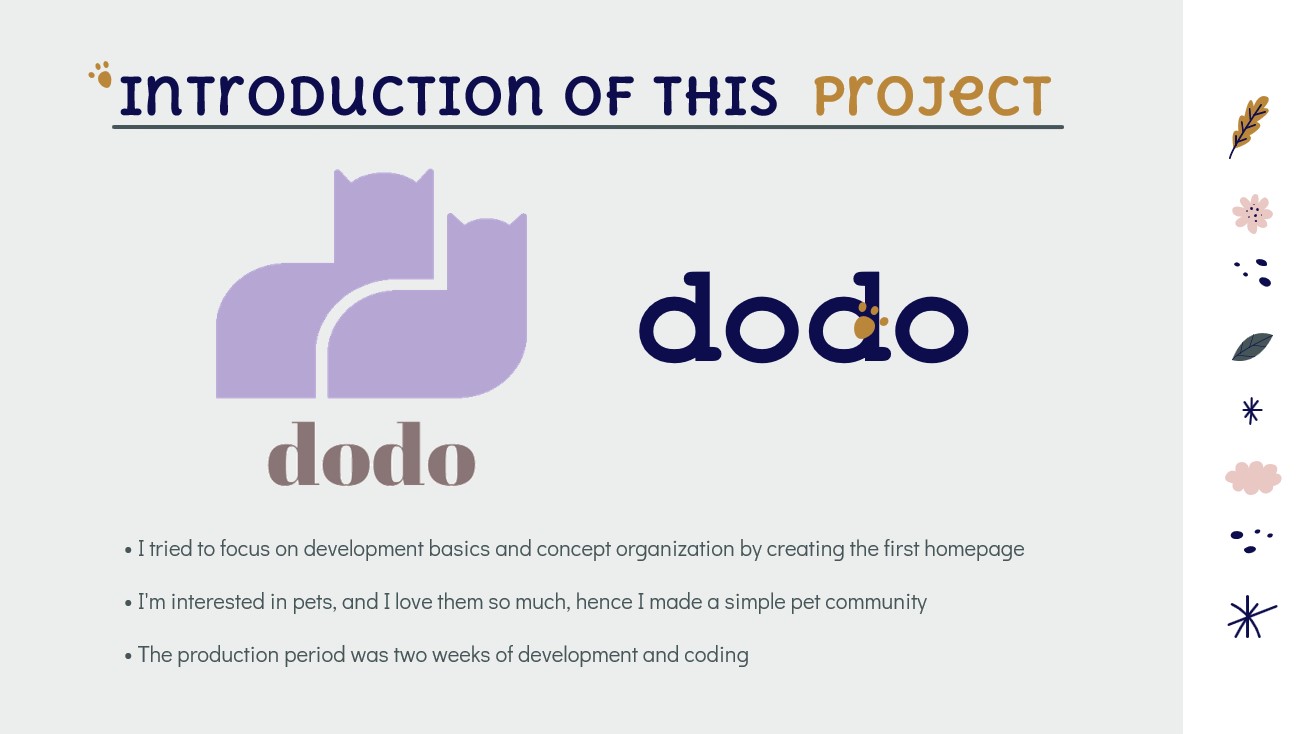 INTRODUCTION OF THIS PROJECT
dodo
dodo
• I tried to focus on development basics and concept organization by creating the first homepage
• I'm interested in pets, and I love them so much, hence I made a simple pet community
• The production period was two weeks of development and coding